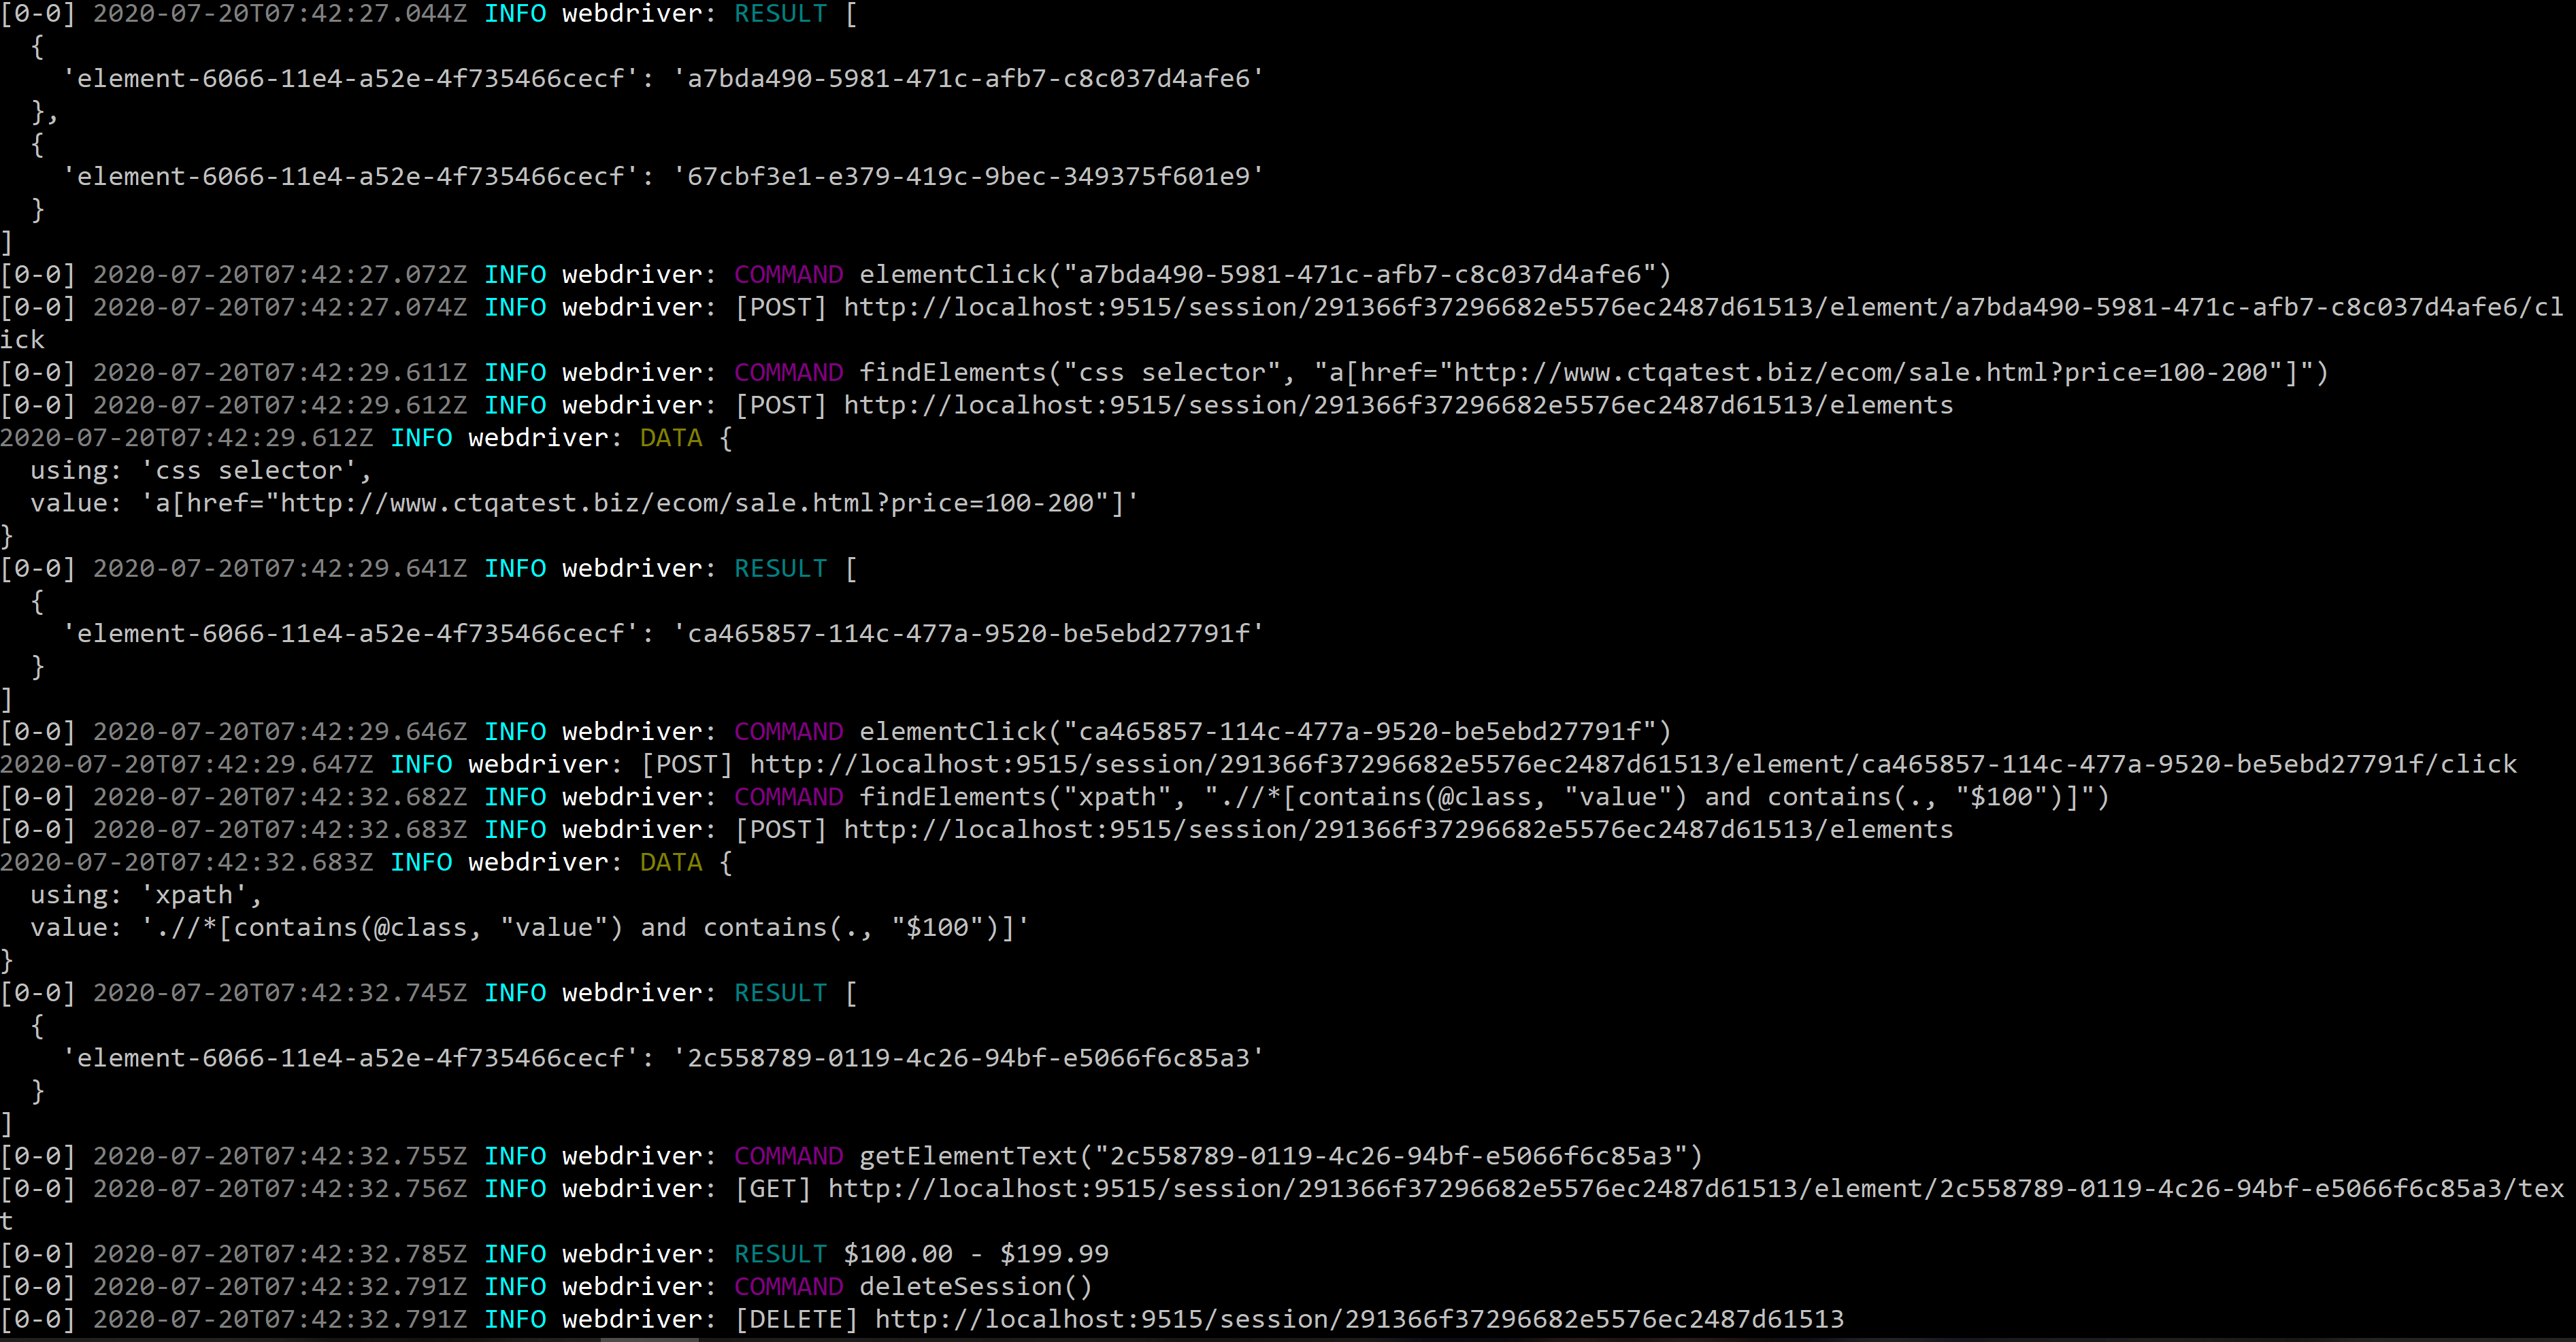 [0-0] 2020-07-20T07:42:27.044Z INFO webdriver: RESULT [
  {
    'element-6066-11e4-a52e-4f735466cecf': 'a7bda490-5981-471c-afb7-c8c037d4afe6'
  },
  {
    'element-6066-11e4-a52e-4f735466cecf': '67cbf3e1-e379-419c-9bec-349375f601e9'
  }
]
[0-0] 2020-07-20T07:42:27.072Z INFO webdriver: COMMAND elementClick("a7bda490-5981-471c-afb7-c8c037d4afe6")
[0-0] 2020-07-20T07:42:27.074Z INFO webdriver: [POST] http://localhost:9515/session/291366f37296682e5576ec2487d61513/element/a7bda490-5981-471c-afb7-c8c037d4afe6/cl
ick
[0-0] 2020-07-20T07:42:29.611Z INFO webdriver: COMMAND findElements("css selector", "a[href="http://www.ctqatest.biz/ecom/sale.html?price=100-200"]")
[0-0] 2020-07-20T07:42:29.612Z INFO webdriver: [POST] http://localhost:9515/session/291366f37296682e5576ec2487d61513/elements
2020-07-20T07:42:29.612Z INFO webdriver: DATA {
  using: 'css selector',
  value: 'a[href="http://www.ctqatest.biz/ecom/sale.html?price=100-200"]'
}
[0-0] 2020-07-20T07:42:29.641Z INFO webdriver: RESULT [
  {
    'element-6066-11e4-a52e-4f735466cecf': 'ca465857-114c-477a-9520-be5ebd27791f'
  }
]
[0-0] 2020-07-20T07:42:29.646Z INFO webdriver: COMMAND elementClick("ca465857-114c-477a-9520-be5ebd27791f")
2020-07-20T07:42:29.647Z INFO webdriver: [POST] http://localhost:9515/session/291366f37296682e5576ec2487d61513/element/ca465857-114c-477a-9520-be5ebd27791f/click
[0-0] 2020-07-20T07:42:32.682Z INFO webdriver: COMMAND findElements("xpath", ".//*[contains(@class, "value") and contains(., "$100")]")
[0-0] 2020-07-20T07:42:32.683Z INFO webdriver: [POST] http://localhost:9515/session/291366f37296682e5576ec2487d61513/elements
2020-07-20T07:42:32.683Z INFO webdriver: DATA {
  using: 'xpath',
  value: './/*[contains(@class, "value") and contains(., "$100")]'
}
[0-0] 2020-07-20T07:42:32.745Z INFO webdriver: RESULT [
  {
    'element-6066-11e4-a52e-4f735466cecf': '2c558789-0119-4c26-94bf-e5066f6c85a3'
  }
]
[0-0] 2020-07-20T07:42:32.755Z INFO webdriver: COMMAND getElementText("2c558789-0119-4c26-94bf-e5066f6c85a3")
[0-0] 2020-07-20T07:42:32.756Z INFO webdriver: [GET] http://localhost:9515/session/291366f37296682e5576ec2487d61513/element/2c558789-0119-4c26-94bf-e5066f6c85a3/tex
t
[0-0] 2020-07-20T07:42:32.785Z INFO webdriver: RESULT $100.00 - $199.99
[0-0] 2020-07-20T07:42:32.791Z INFO webdriver: COMMAND deleteSession()
[0-0] 2020-07-20T07:42:32.791Z INFO webdriver: [DELETE] http://localhost:9515/session/291366f37296682e5576ec2487d61513